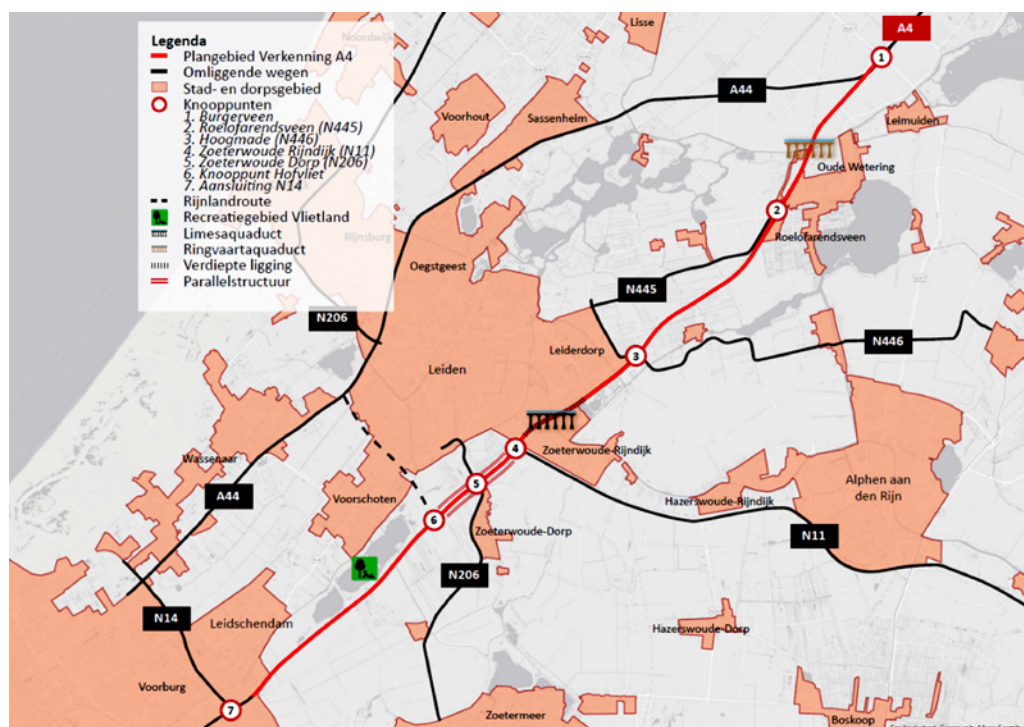 Legenda
Plangebied Verkenning A4
Omliggende wegen
Stad- en dorpsgebied
Knooppunten
1. Burgerveen
2. Roelofarendsveen (N445)
3. Hoogmade (N446)
4. Zoeterwoude Rijndijk (N11)
5. Zoeterwoude Dorp (N206)
6. Knooppunt Hofvliet
7. Aansluiting N14
Rijnlandroute
Recreatiegebied Vlietland
Limesaquaduct
Ringvaartaquaduct
Verdiepte ligging
Parallelstructuur
Noordwijk
Rijnsburg
Lisse
A4
1
A44
Voorhout
Sassenheim
Leimuiden
Oude Wetering
2
Roelofarendsveen
Oegstgeest
N445
N206
Leiderdorp
3
N446
Leiden
4
Zoeterwoude-Rijndijk
Wassenaar
A44
Voorschoten
5
6
Zoeterwoude-Dorp
Hazerswoude-Rijndijk
Alphen aan
den Rijn
N11
N206
N14
Leidschendam
Hazerswoude-Dorp
Voorburg
7
Zoetermeer
Boskoop